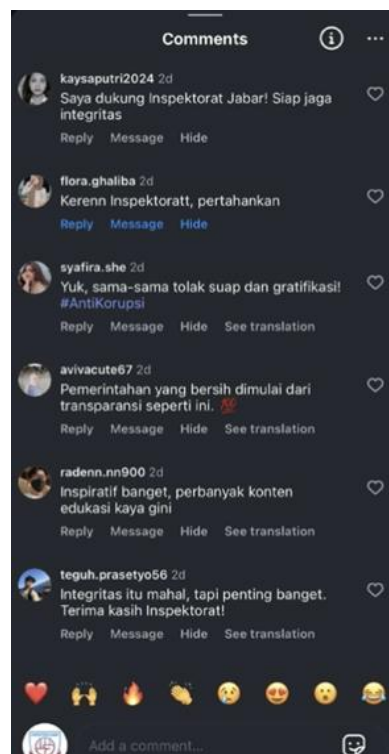 Comments
kaysaputri2024 2d
Saya dukung Inspektorat Jabar! Siap jaga
integritas
Reply Message Hide
flora.ghaliba 2d
Kerenn Inspektoratt, pertahankan
Reply Message Hide
syafira.she 2d
Yuk, sama-sama tolak suap dan gratifikasi!
#AntiKorupsi
Reply Message Hide See translation
avivacute67 2d
Pemerintahan yang bersih dimulai dari
transparansi seperti ini. 💯
Reply Message Hide See translation
radenn.nn900 2d
Inspiratif banget, perbanyak konten
edukasi kaya gini
Reply Message Hide See translation
teguh.prasetyo56 2d
Integritas itu mahal, tapi penting banget.
Terima kasih Inspektorat!
Reply Message Hide See translation
Add a comment...